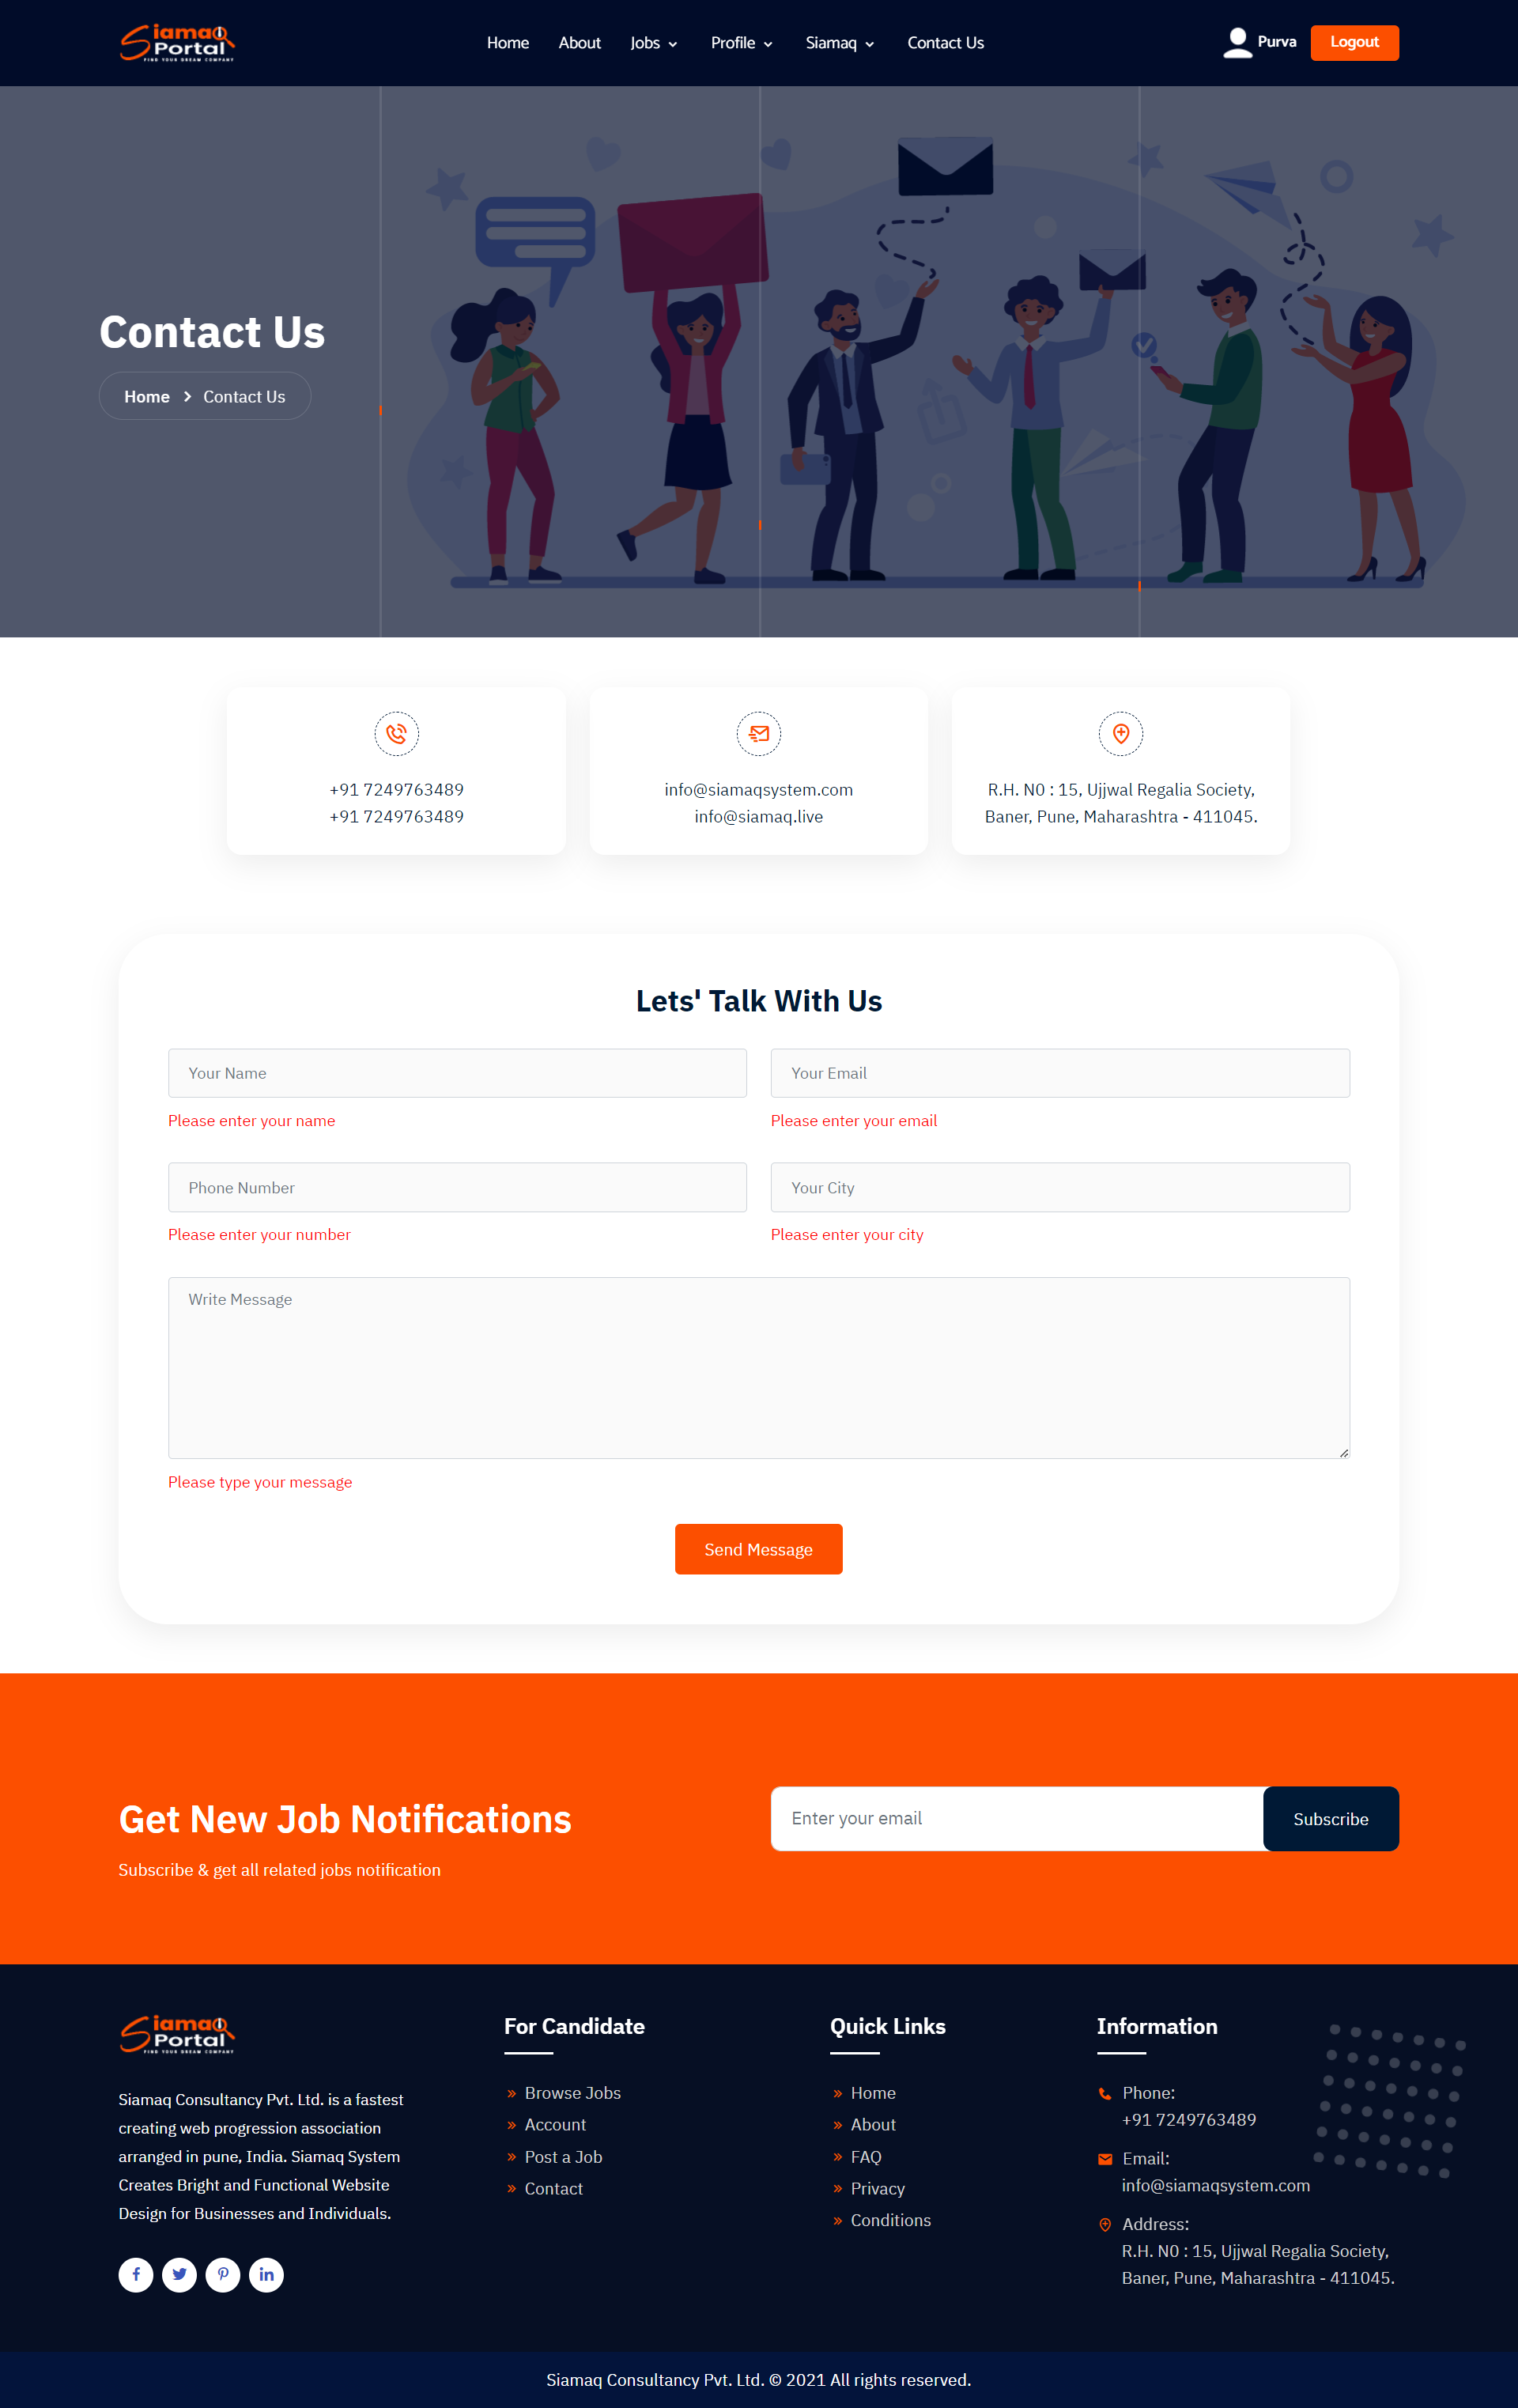 Siamaq
Portal
FIND YOUR DREAM COMPANY
Home
About
Jobs
Profile
Siamaq
Contact Us
Purva
Logout
Contact Us
Home
Contact Us
+91 7249763489
+91 7249763489
info@siamaqsystem.com
info@siamaq.live
R.H. N0 : 15, Ujjwal Regalia Society,
Baner, Pune, Maharashtra - 411045.
Lets' Talk With Us
Your Name
Your Email
Please enter your name
Please enter your email
Phone Number
Your City
Please enter your number
Please enter your city
Write Message
Please type your message
Send Message
Get New Job Notifications
Subscribe & get all related jobs notification
Enter your email
Subscribe
Siamaq
Portal
FIND YOUR DREAM COMPANY
Siamaq Consultancy Pvt. Ltd. is a fastest
creating web progression association
arranged in pune, India. Siamaq System
Creates Bright and Functional Website
Design for Businesses and Individuals.
For Candidate
Browse Jobs
Account
Post a Job
Contact
Quick Links
Home
About
FAQ
Privacy
Conditions
Information
Phone:
+91 7249763489
Email:
info@siamaqsystem.com
Address:
R.H. N0 : 15, Ujjwal Regalia Society,
Baner, Pune, Maharashtra - 411045.
Siamaq Consultancy Pvt. Ltd. © 2021 All rights reserved.